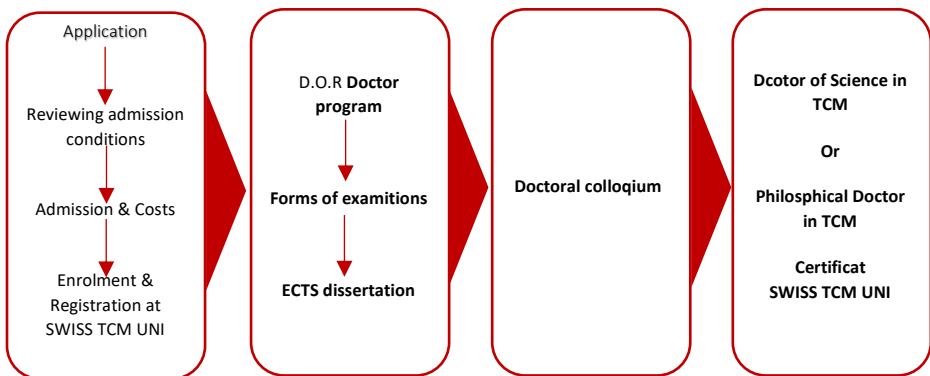 Application
Reviewing admission
conditions
Admission & Costs
Enrolment &
Registration at
SWISS TCM UNI
D.O.R Doctor
program
Forms of examitions
ECTS dissertation
Doctoral colloqium
Dcotor of Science in
TCM
Or
Philosphical Doctor
in TCM
Certificat
SWISS TCM UNI